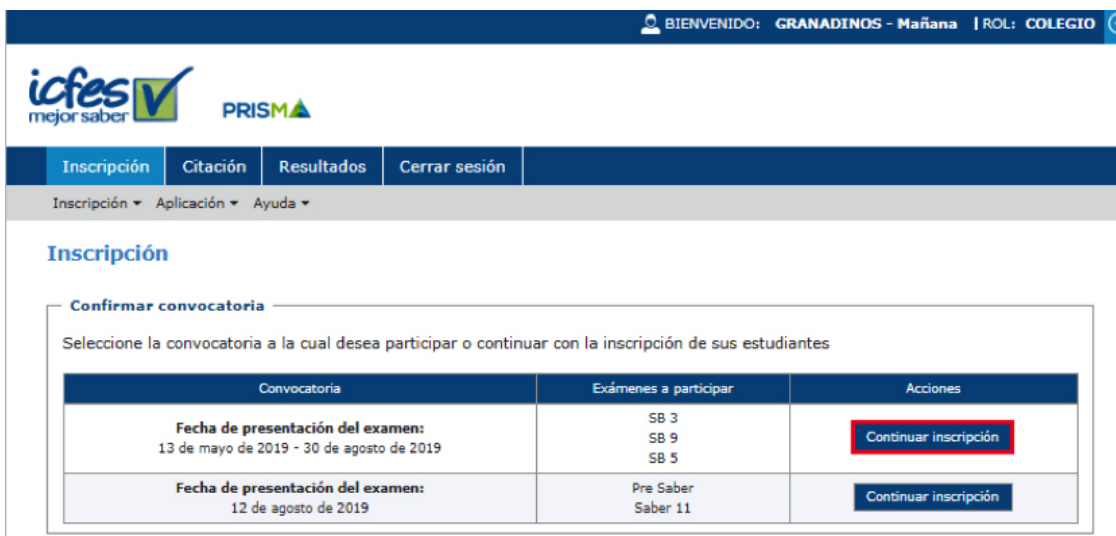 BIENVENIDO: GRANADINOS - Mañana | ROL: COLEGIO
icfes
mejor saber
PRISMA
Inscripción Citación Resultados Cerrar sesión
Inscripción Aplicación Ayuda
Inscripción
Confirmar convocatoria
Seleccione la convocatoria a la cual desea participar o continuar con la inscripción de sus estudiantes
Convocatoria Exámenes a participar Acciones
Fecha de presentación del examen:
13 de mayo de 2019 - 30 de agosto de 2019
SB 3
SB 9
SB 5
Continuar inscripción
Fecha de presentación del examen:
12 de agosto de 2019
Pre Saber
Saber 11
Continuar inscripción